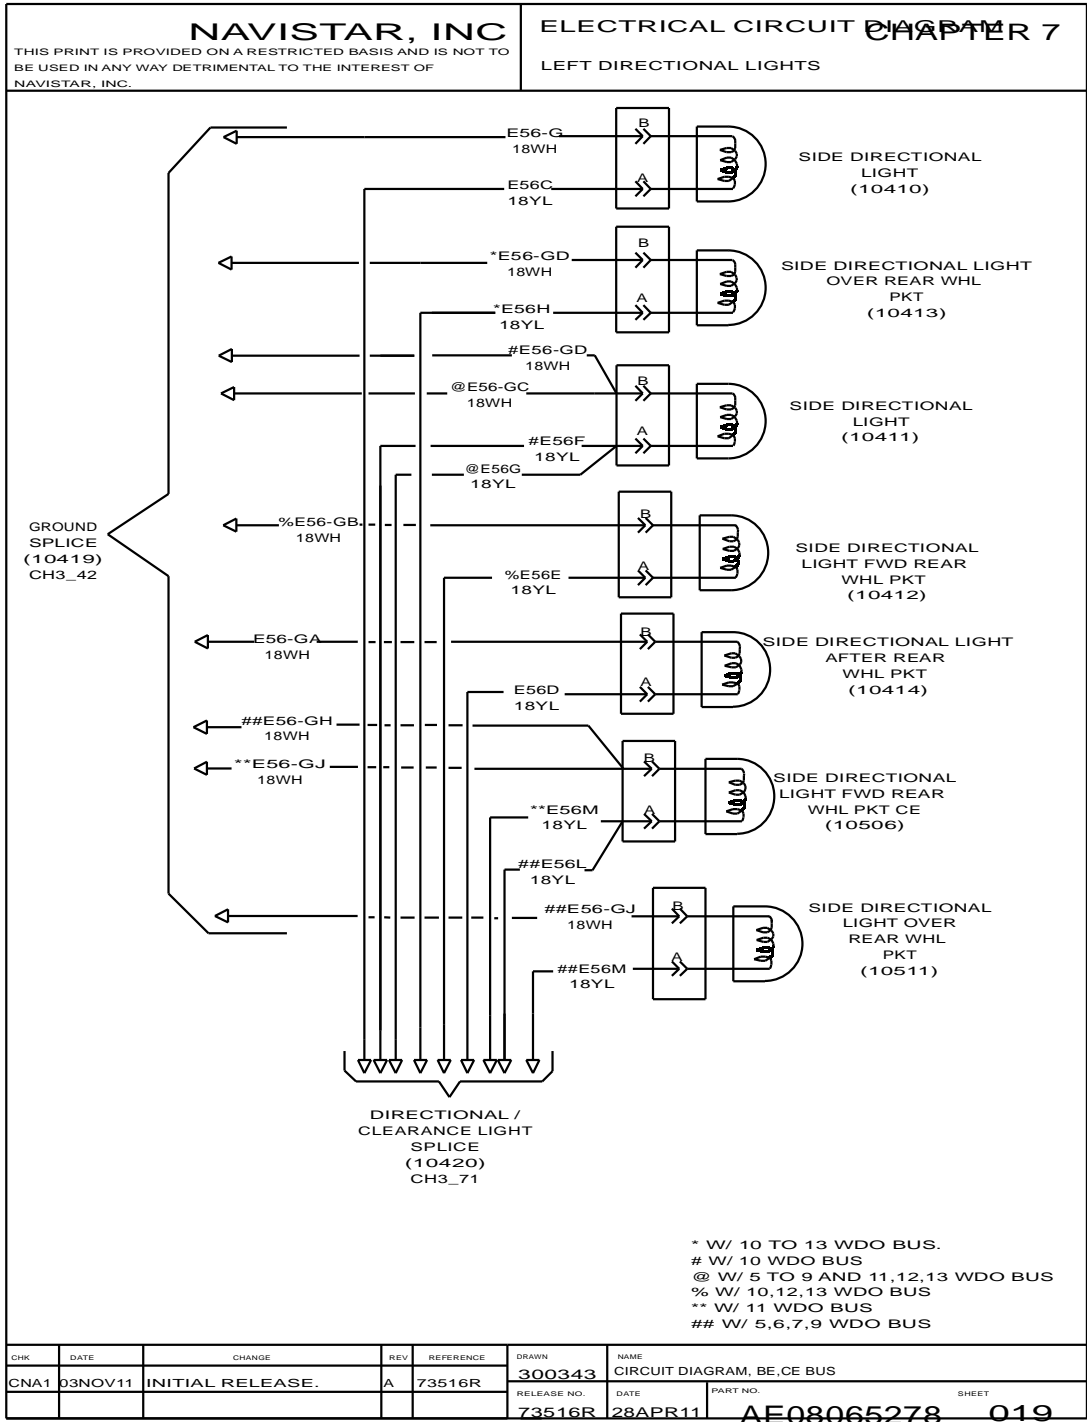 NAVISTAR, INC
THIS PRINT IS PROVIDED ON A RESTRICTED BASIS AND IS NOT TO
BE USED IN ANY WAY DETRIMENTAL TO THE INTEREST OF
NAVISTAR, INC.
ELECTRICAL CIRCUIT DIAGRAM
CHAPTER 7
LEFT DIRECTIONAL LIGHTS
E56-G
18WH
B
E56C
18YL
A
SIDE DIRECTIONAL
LIGHT
(10410)
*E56-GD
18WH
B
*E56H
18YL
A
SIDE DIRECTIONAL LIGHT
OVER REAR WHL
PKT
(10413)
#E56-GD
18WH
@E56-GC
18WH
B
#E56F
18YL
A
@E56G
18YL
SIDE DIRECTIONAL
LIGHT
(10411)
GROUND
SPLICE
(10419)
CH3_42
%E56-GB
18WH
B
%E56E
18YL
A
SIDE DIRECTIONAL
LIGHT FWD REAR
WHL PKT
(10412)
E56-GA
18WH
B
E56D
18YL
A
SIDE DIRECTIONAL LIGHT
AFTER REAR
WHL PKT
(10414)
##E56-GH
18WH
**E56-GJ
18WH
B
**E56M
18YL
A
##E56L
18YL
SIDE DIRECTIONAL
LIGHT FWD REAR
WHL PKT CE
(10506)
##E56-GJ
18WH
B
##E56M
18YL
A
SIDE DIRECTIONAL
LIGHT OVER
REAR WHL
PKT
(10511)
DIRECTIONAL /
CLEARANCE LIGHT
SPLICE
(10420)
CH3_71
* W/ 10 TO 13 WDO BUS.
# W/ 10 WDO BUS
@ W/ 5 TO 9 AND 11,12,13 WDO BUS
% W/ 10,12,13 WDO BUS
** W/ 11 WDO BUS
## W/ 5,6,7,9 WDO BUS
CHK DATE CHANGE REV REFERENCE
CNA1 03NOV11 INITIAL RELEASE. A 73516R
DRAWN
300343
NAME
CIRCUIT DIAGRAM, BE,CE BUS
RELEASE NO.
73516R
DATE
28APR11
PART NO.
AE08065278
SHEET
019